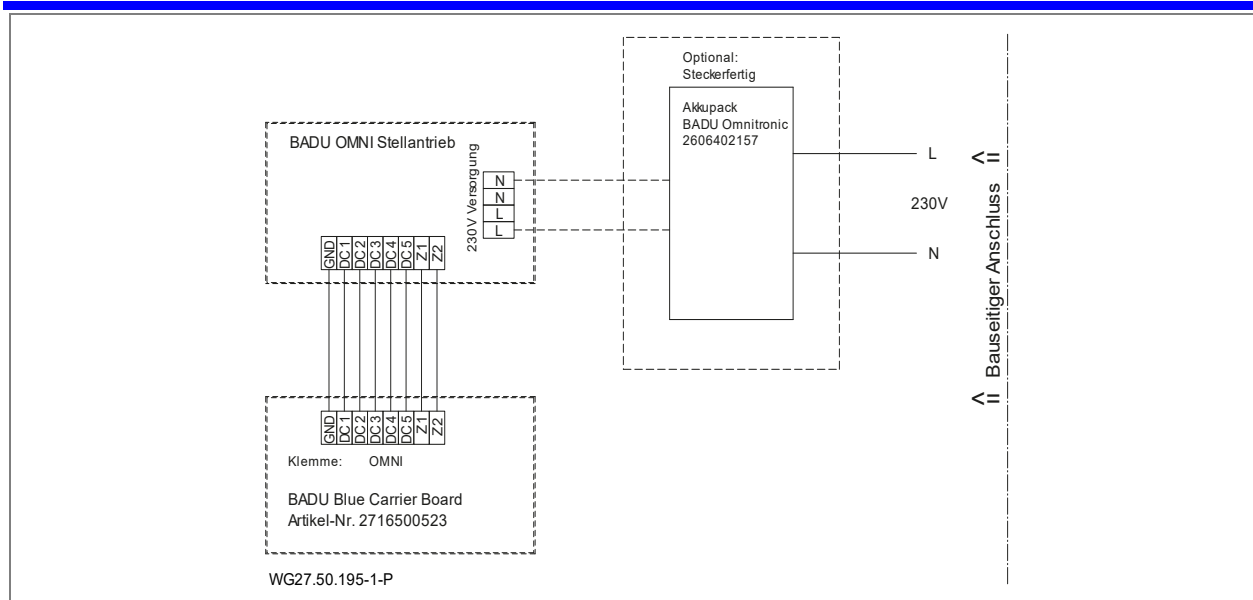 Optional:
Steckerfertig
Akkupack
BADU Omnitronic
2606402157
BADU OMNI Stellantrieb
230V Versorgung
N
N
L
L
GND
DC1
DC2
DC3
DC4
DC5
Z1
Z2
L
230V
N
<= Bauseitiger Anschluss <=
GND
DC1
DC2
DC3
DC4
DC5
Z1
Z2
Klemme: OMNI
BADU Blue Carrier Board
Artikel-Nr. 2716500523
WG27.50.195-1-P